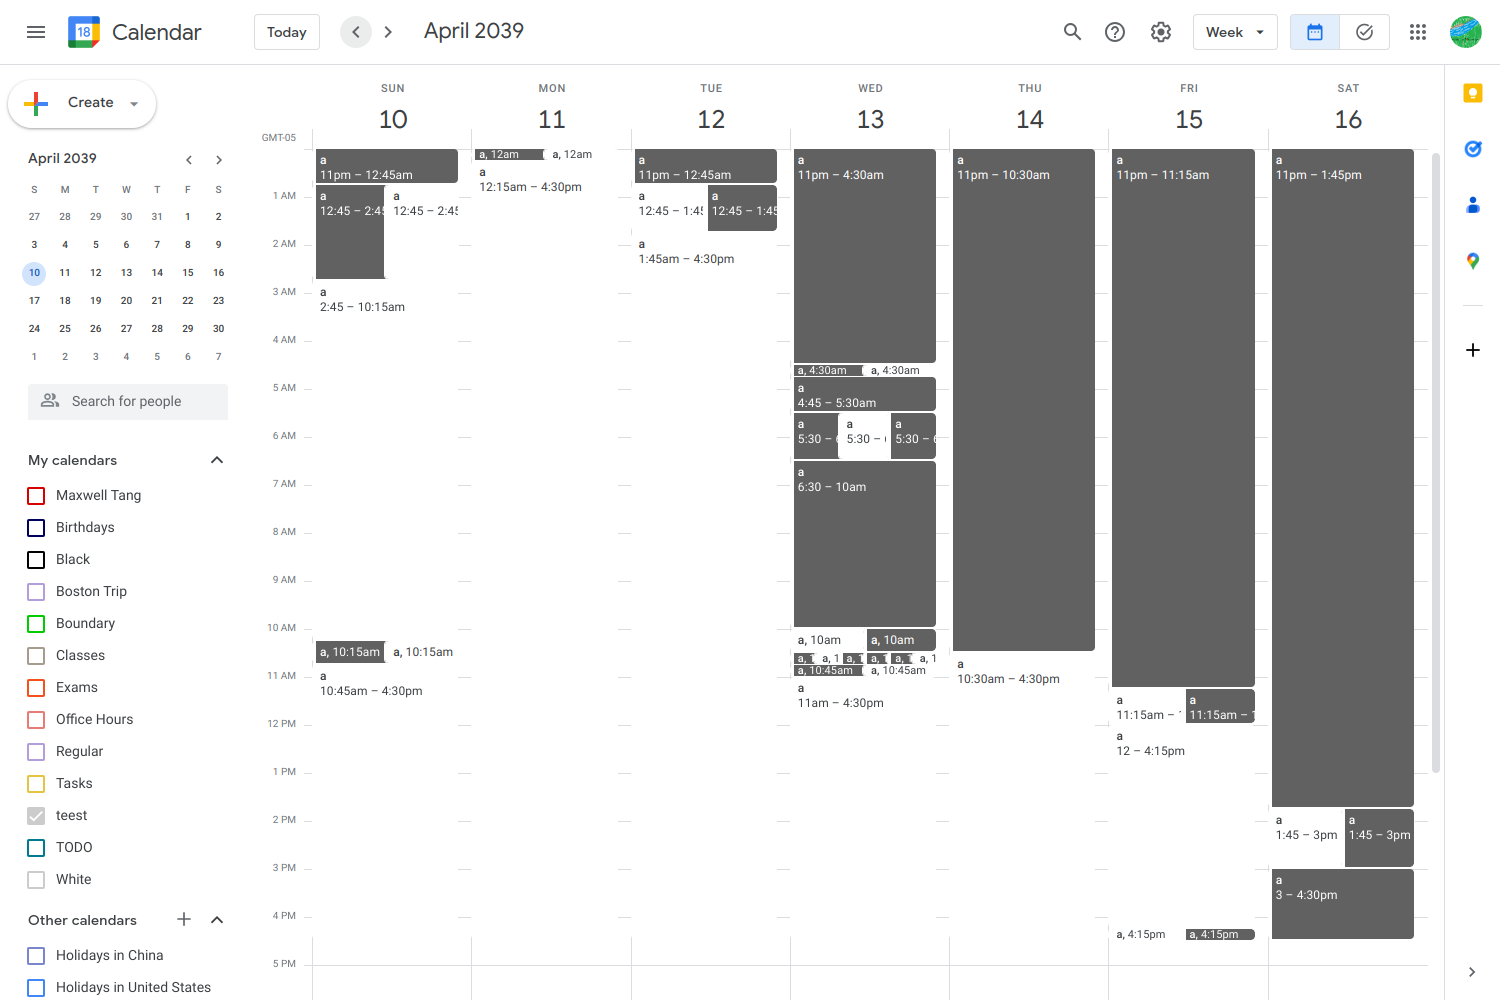 18 Calendar
Today
April 2039
Week
Create
April 2039
S M T W T F S
27 28 29 30 31 1 2
3 4 5 6 7 8 9
10 11 12 13 14 15 16
17 18 19 20 21 22 23
24 25 26 27 28 29 30
1 2 3 4 5 6 7
Search for people
My calendars
Maxwell Tang
Birthdays
Black
Boston Trip
Boundary
Classes
Exams
Office Hours
Regular
Tasks
teest
TODO
White
Other calendars
Holidays in China
Holidays in United States
SUN MON TUE WED THU FRI SAT
10 11 12 13 14 15 16
GMT-05
1 AM
2 AM
3 AM
4 AM
5 AM
6 AM
7 AM
8 AM
9 AM
10 AM
11 AM
12 PM
1 PM
2 PM
3 PM
4 PM
5 PM
a
11pm – 12:45am
a
12:45 – 2:45
a
12:45 – 2:45
a
2:45 – 10:15am
a, 10:15am
a, 10:15am
a
10:45am – 4:30pm
a, 12am
a, 12am
a
12:15am – 4:30pm
a
11pm – 12:45am
a
12:45 – 1:45
a
12:45 – 1:45
a
1:45am – 4:30pm
a
11pm – 4:30am
a, 4:30am
a, 4:30am
a
4:45 – 5:30am
a
5:30 –
a
5:30 –
a
5:30 –
a
6:30 – 10am
a, 10am
a, 10am
a, 1
a, 1
a, 1
a, 1
a, 1
a, 1
a, 10:45am
a, 10:45am
a
11am – 4:30pm
a
11pm – 10:30am
a
10:30am – 4:30pm
a
11pm – 11:15am
a
11:15am –
a
11:15am –
a
12 – 4:15pm
a, 4:15pm
a, 4:15pm
a
11pm – 1:45pm
a
1:45 – 3pm
a
1:45 – 3pm
a
3 – 4:30pm